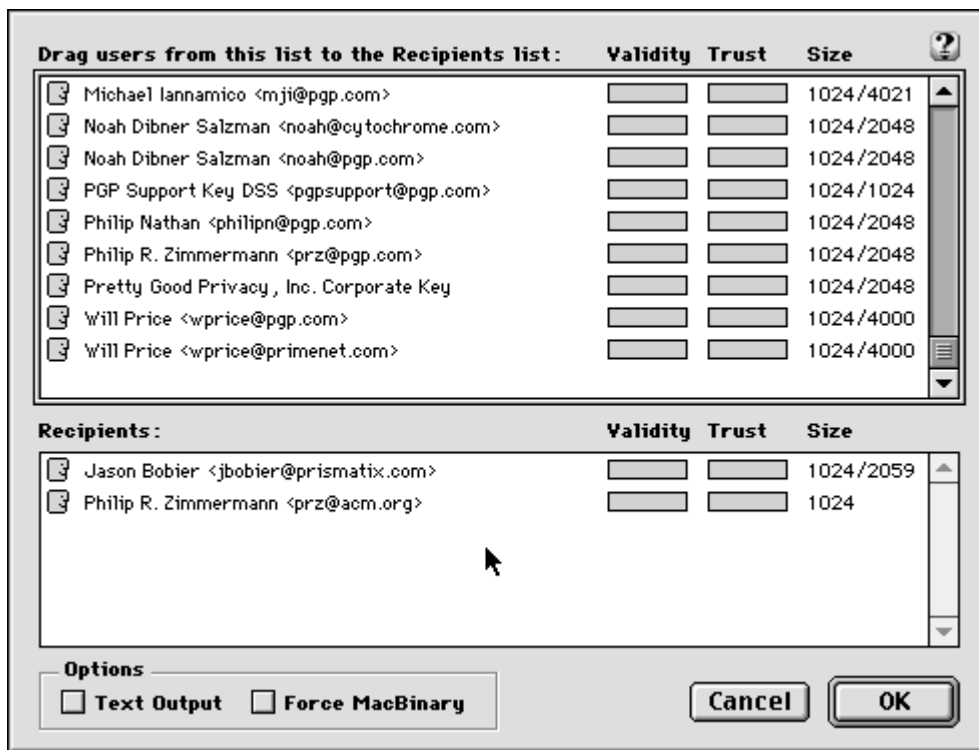 Drag users from this list to the Recipients list: Validity Trust Size ?
Michael Iannamico <mji@pgp.com> 1024/4021
Noah Dibner Salzman <noah@cytochrome.com> 1024/2048
Noah Dibner Salzman <noah@pgp.com> 1024/2048
PGP Support Key DSS <pgpsupport@pgp.com> 1024/1024
Philip Nathan <philipn@pgp.com> 1024/2048
Philip R. Zimmermann <prz@pgp.com> 1024/2048
Pretty Good Privacy, Inc. Corporate Key 1024/2048
Will Price <wprice@pgp.com> 1024/4000
Will Price <wprice@primenet.com> 1024/4000
Recipients: Validity Trust Size
Jason Bobier <jbobier@prismatix.com> 1024/2059
Philip R. Zimmermann <prz@acm.org> 1024
Options
Text Output Force MacBinary Cancel OK